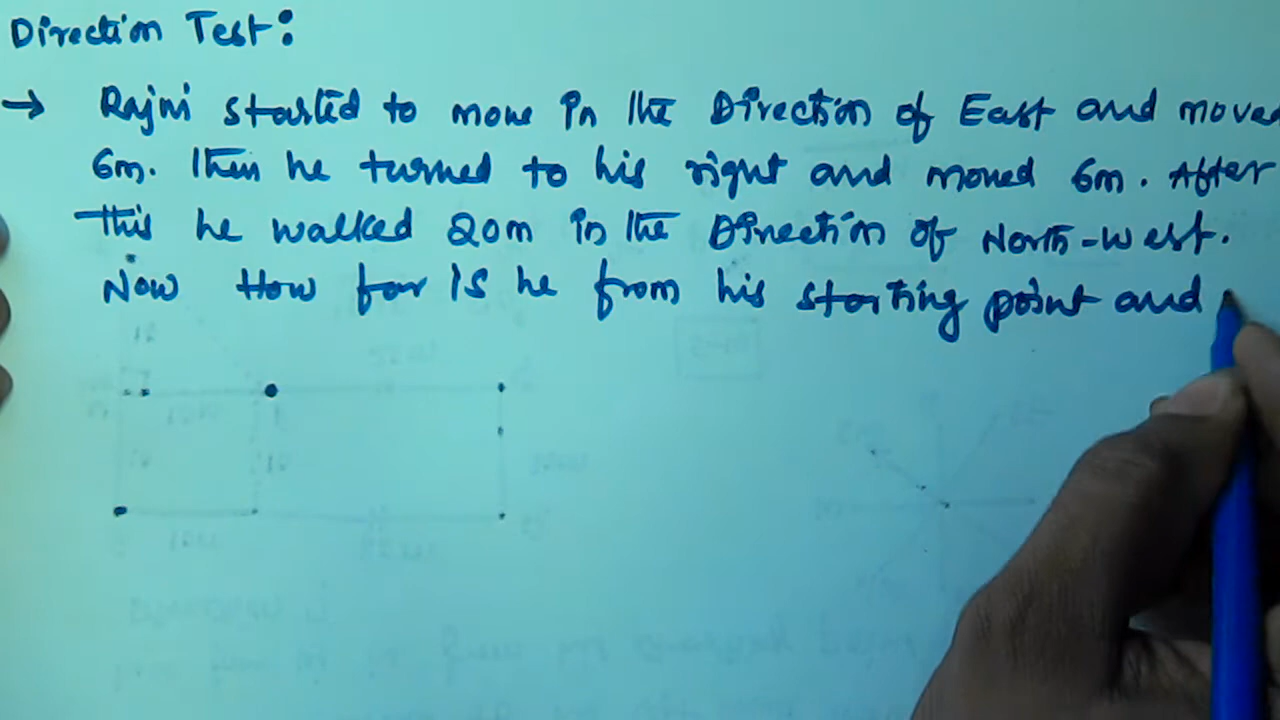 Direction Test:
→ Rajni started to move in the Direction of East and moved
6m. Then he turned to his right and moved 6m. After
this he walked 20m in the Direction of North-west.
Now How far is he from his starting point and